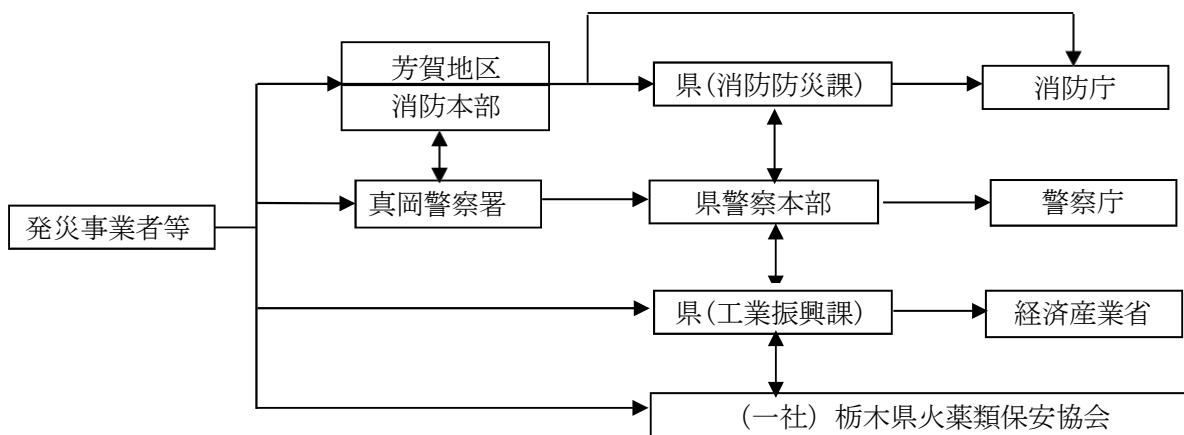 芳賀地区
消防本部
県(消防防災課)
消防庁
真岡警察署
県警察本部
警察庁
発災事業者等
県(工業振興課)
経済産業省
(一社)栃木県火薬類保安協会